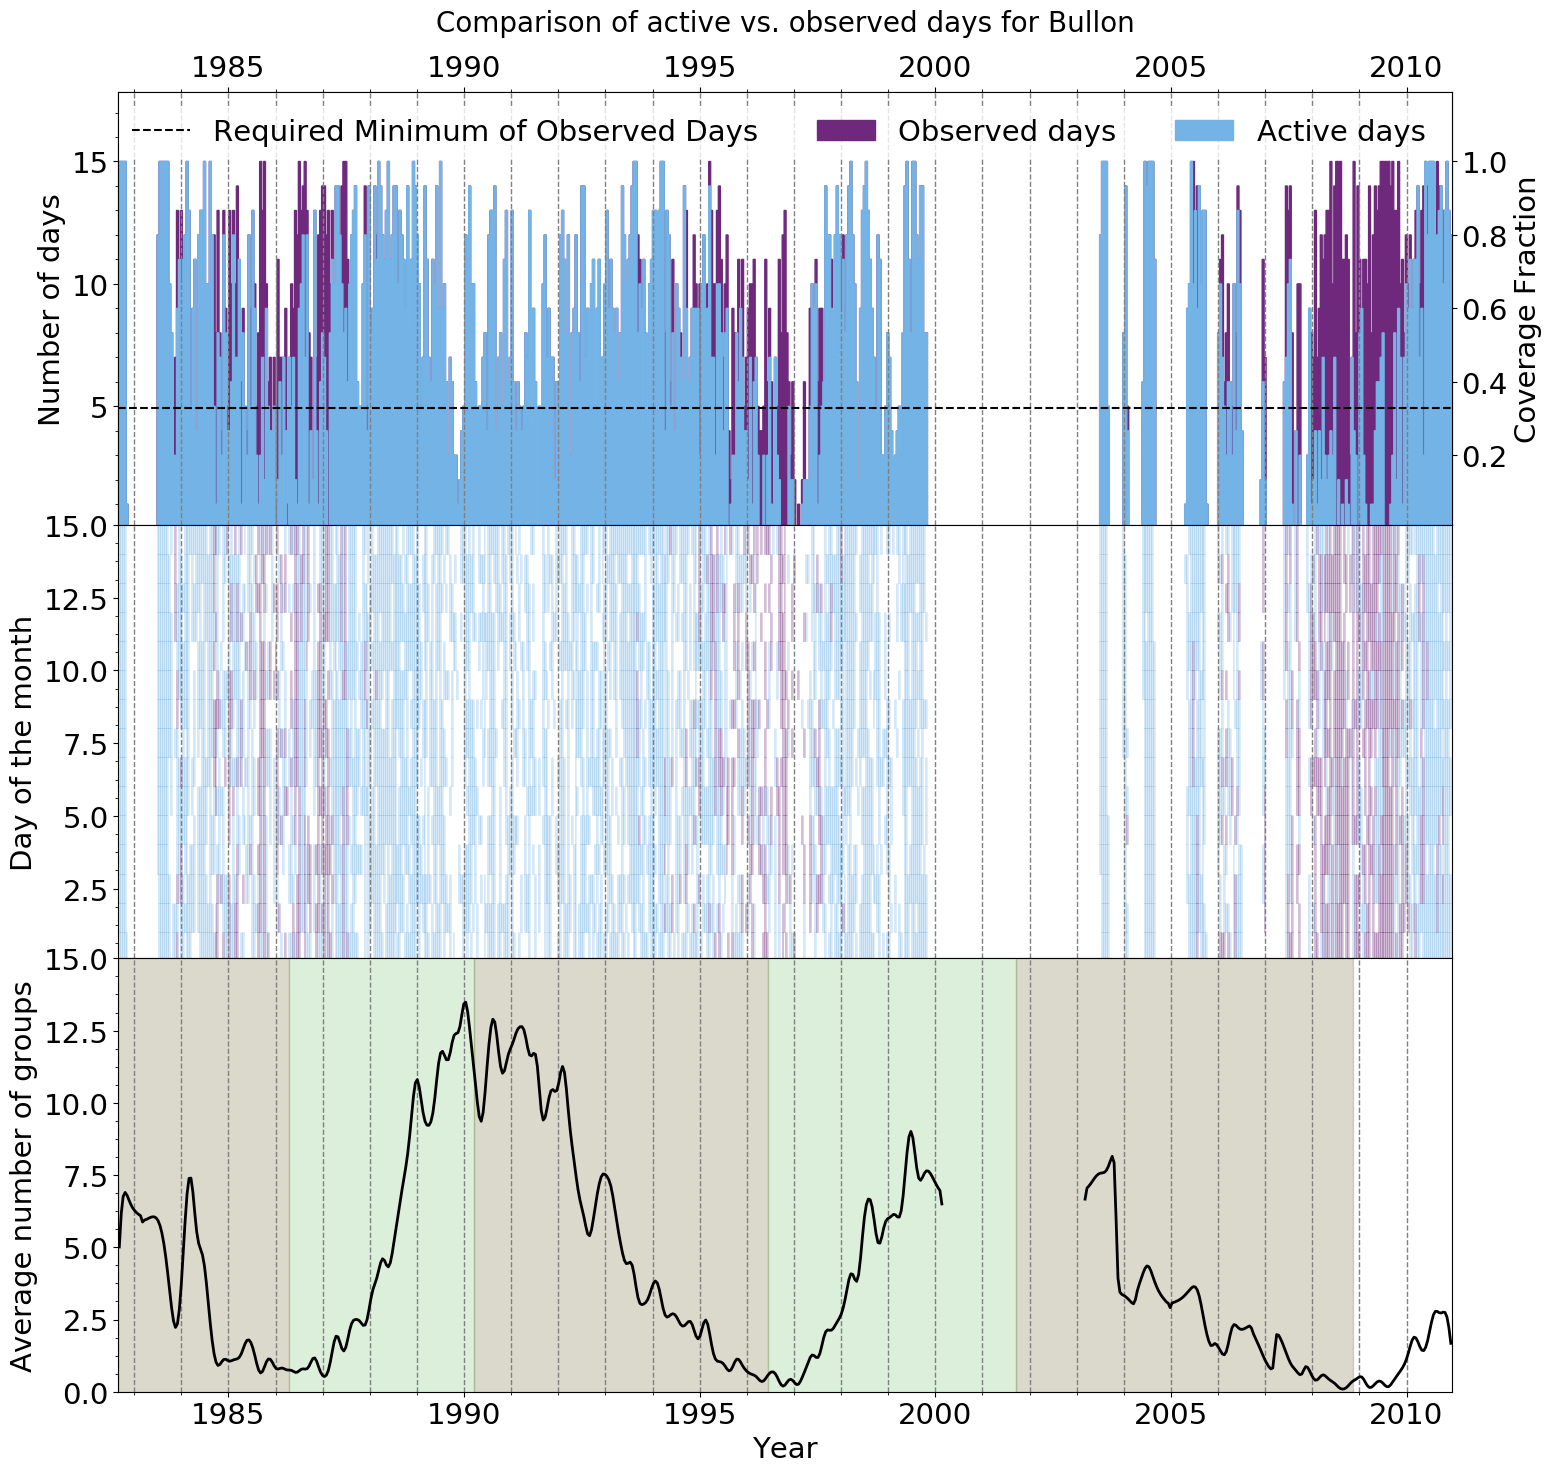 Comparison of active vs. observed days for Bullon
1985 1990 1995 2000 2005 2010
Required Minimum of Observed Days Observed days Active days
Number of days
15
10
5
Coverage Fraction
1.0
0.8
0.6
0.4
0.2
Day of the month
15.0
12.5
10.0
7.5
5.0
2.5
Average number of groups
15.0
12.5
10.0
7.5
5.0
2.5
0.0
1985 1990 1995 2000 2005 2010
Year